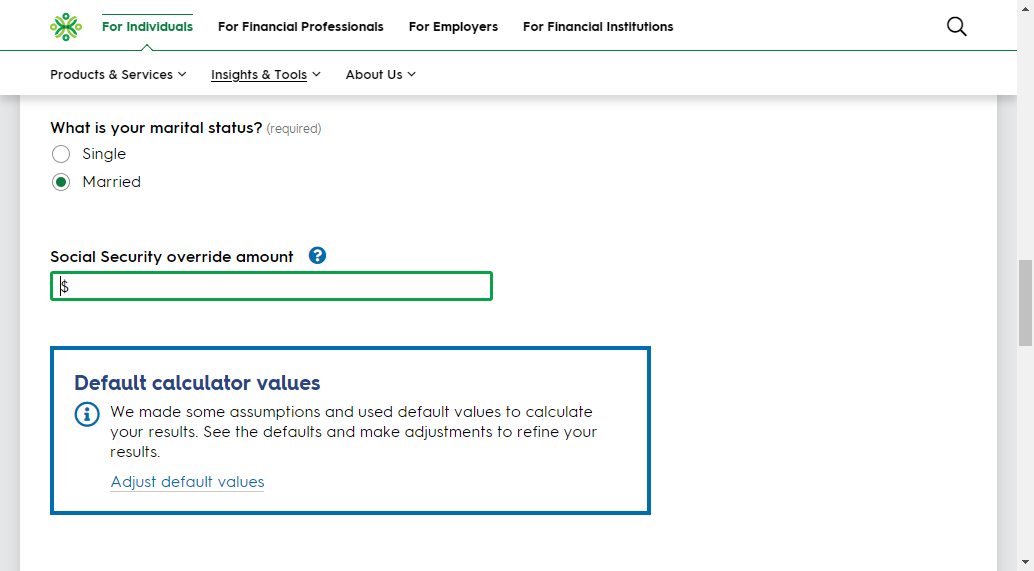 For Individuals For Financial Professionals For Employers For Financial Institutions
Products & Services Insights & Tools About Us
What is your marital status? (required)
Single
Married
Social Security override amount ?
$
Default calculator values
We made some assumptions and used default values to calculate
your results. See the defaults and make adjustments to refine your
results.
Adjust default values